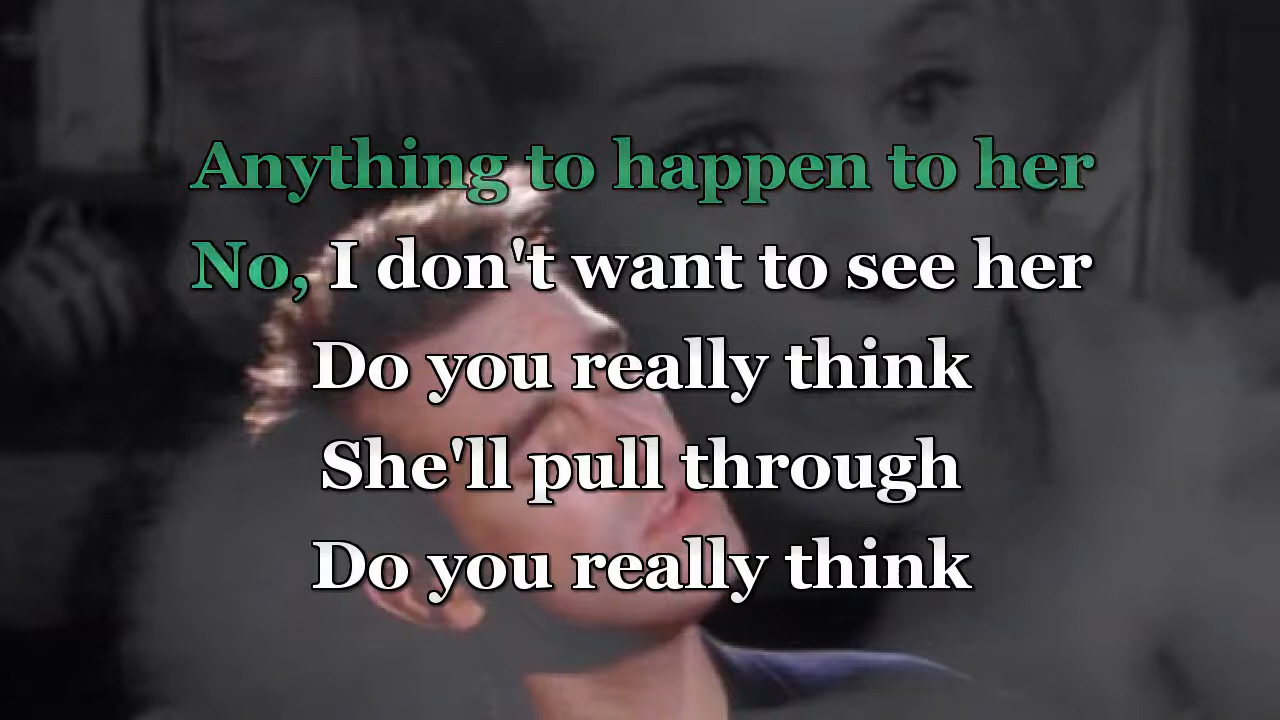 Anything to happen to her
No, I don't want to see her
Do you really think
She'll pull through
Do you really think